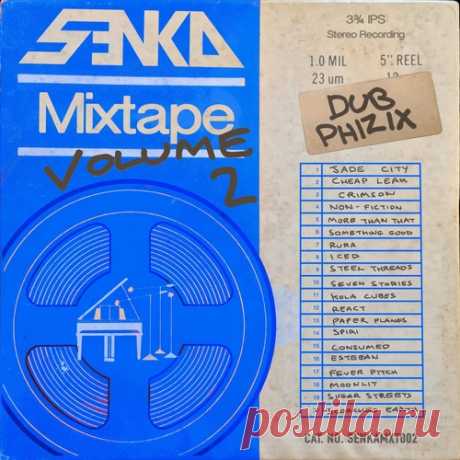 SENKA
Mixtape
VOLUME
2
3¾ IPS
Stereo Recording
1.0 MIL 5" REEL
23 um
DUB
PHIZIX
1 JADE CITY
2 CHEAP LEAH
3 CRIMSON
4 NON-FICTION
5 MORE THAN THAT
6 SOMETHING GOOD
7 RURA
8 ICED
9 STEEL THREADS
10 SEVEN STORIES
11 KOLA CUBES
12 REACT
13 PAPER PLANES
14 SPIRI
15 CONSUMED
16 ESTEBAN
17 FEVER PITCH
18 MOONLIT
19 SUGAR STREETS
CAT. NO. SENKAMXT002
postila.ru